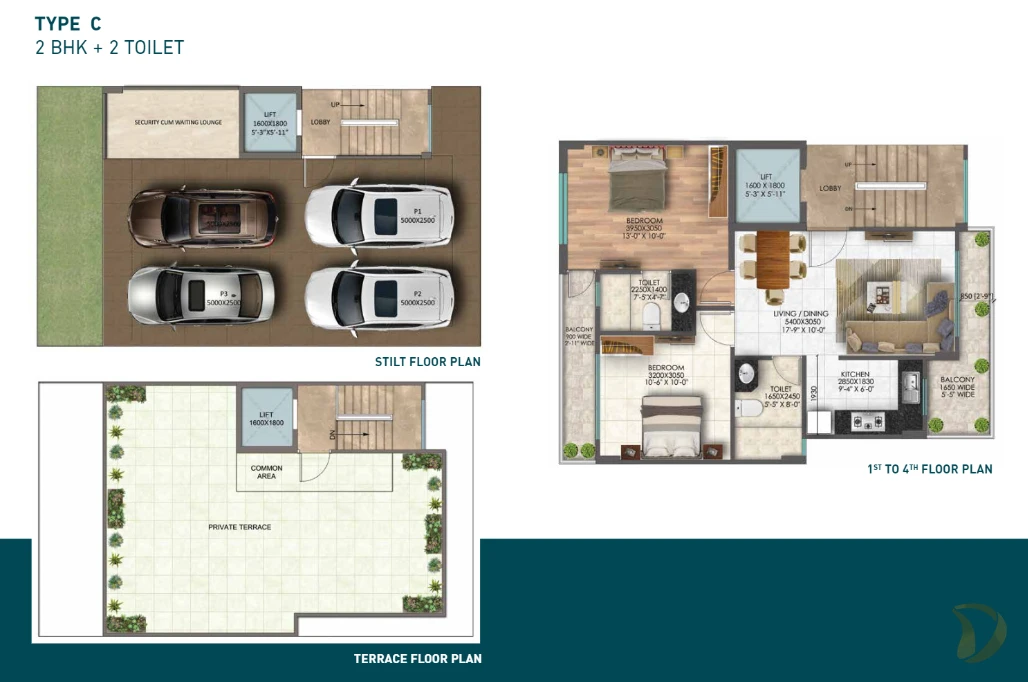 TYPE C
2 BHK + 2 TOILET
SECURITY CUM WAITING LOUNGE
LIFT
1600X1800
5'-3"X5'-11"
UP
LOBBY
P1
5000X2500
5000X2500
P3
5000X2500
P2
5000X2500
STILT FLOOR PLAN
LIFT
1600X1800
DN
COMMON
AREA
PRIVATE TERRACE
TERRACE FLOOR PLAN
BEDROOM
3950X3050
13'-0" X 10'-0"
LIFT
1600 X 1800
5'-3" X 5'-11"
UP
LOBBY
DN
TOILET
2250X1400
7'-5"X4'-7"
BALCONY
900 WIDE
2'-11" WIDE
LIVING / DINING
5400X3050
17'-9" X 10'-0"
850 [2'-9"]
BEDROOM
3200X3050
10'-6" X 10'-0"
TOILET
1650X2450
5'-5" X 8'-0"
1930
KITCHEN
2850X1830
9'-4" X 6'-0"
BALCONY
1650 WIDE
5'-5" WIDE
1ST TO 4TH FLOOR PLAN